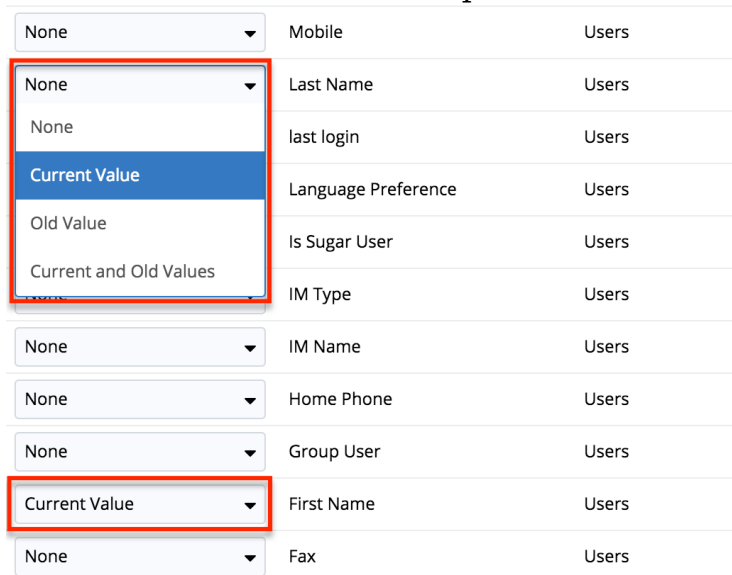 None Mobile Users
None Last Name Users
None
last login Users
Current Value
Language Preference Users
Old Value
Is Sugar User Users
Current and Old Values
IM Type Users
None IM Name Users
None Home Phone Users
None Group User Users
Current Value First Name Users
None Fax Users